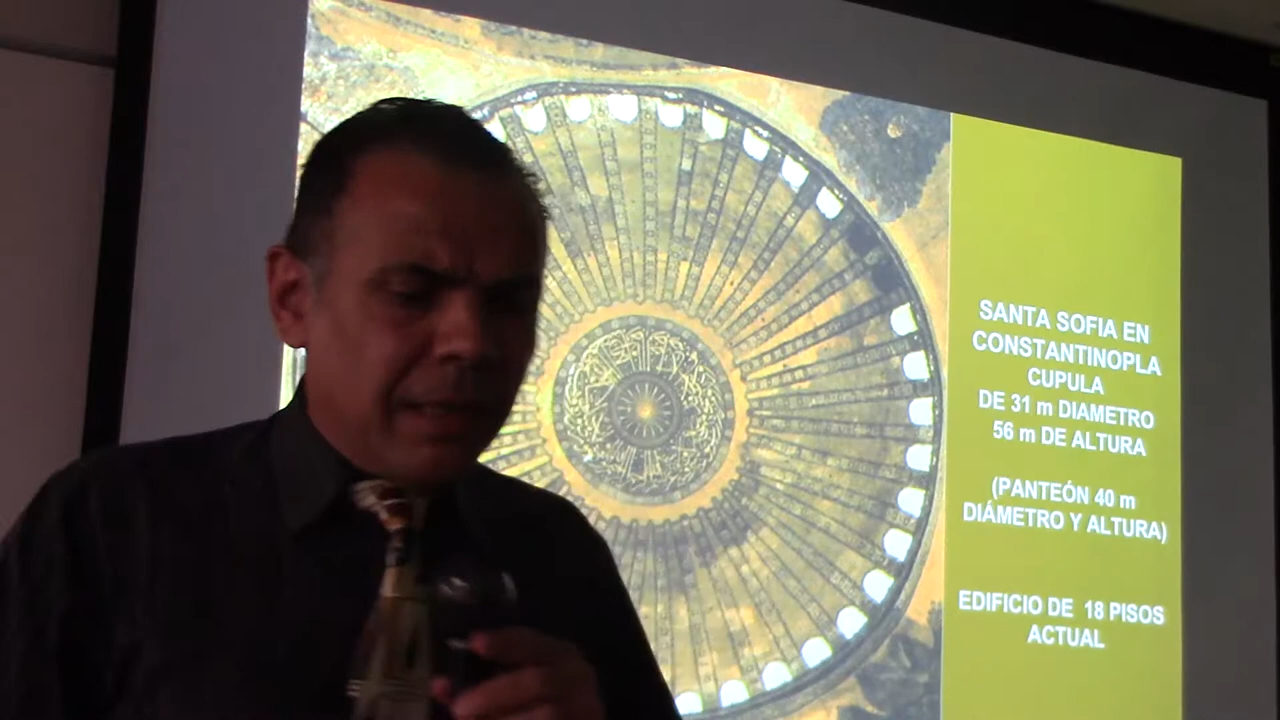 SANTA SOFIA EN
CONSTANTINOPLA
CUPULA
DE 31 m DIAMETRO
56 m DE ALTURA
(PANTEÓN 40 m
DIÁMETRO Y ALTURA)
EDIFICIO DE 18 PISOS
ACTUAL